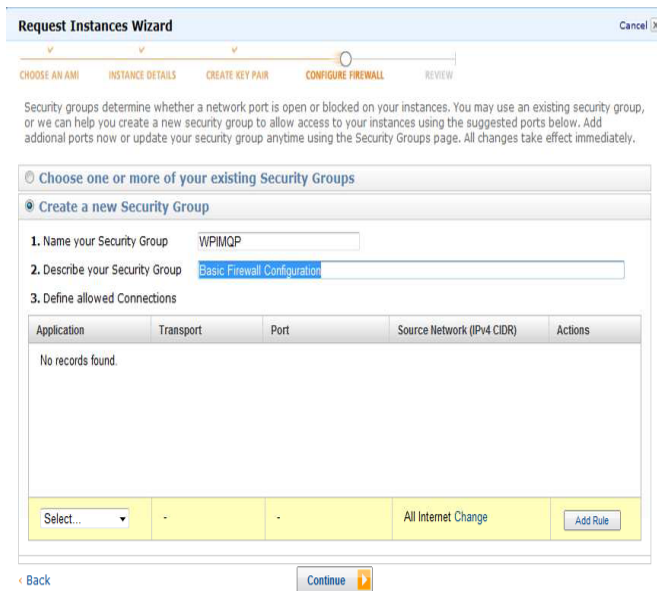 Request Instances Wizard
Cancel X
CHOOSE AN AMI INSTANCE DETAILS CREATE KEY PAIR CONFIGURE FIREWALL REVIEW
Security groups determine whether a network port is open or blocked on your instances. You may use an existing security group,
or we can help you create a new security group to allow access to your instances using the suggested ports below. Add
addional ports now or update your security group anytime using the Security Groups page. All changes take effect immediately.
Choose one or more of your existing Security Groups
Create a new Security Group
1. Name your Security Group WPIMQP
2. Describe your Security Group Basic Firewall Configuration
3. Define allowed Connections
Application Transport Port Source Network (IPv4 CIDR) Actions
No records found.
Select... - - All Internet Change Add Rule
< Back Continue